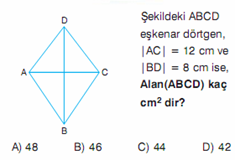 D
A
C
B
Şekildeki ABCD
eşkenar dörtgen,
|AC| = 12 cm ve
|BD| = 8 cm ise,
Alan(ABCD) kaç
cm² dir?
A) 48 B) 46 C) 44 D) 42